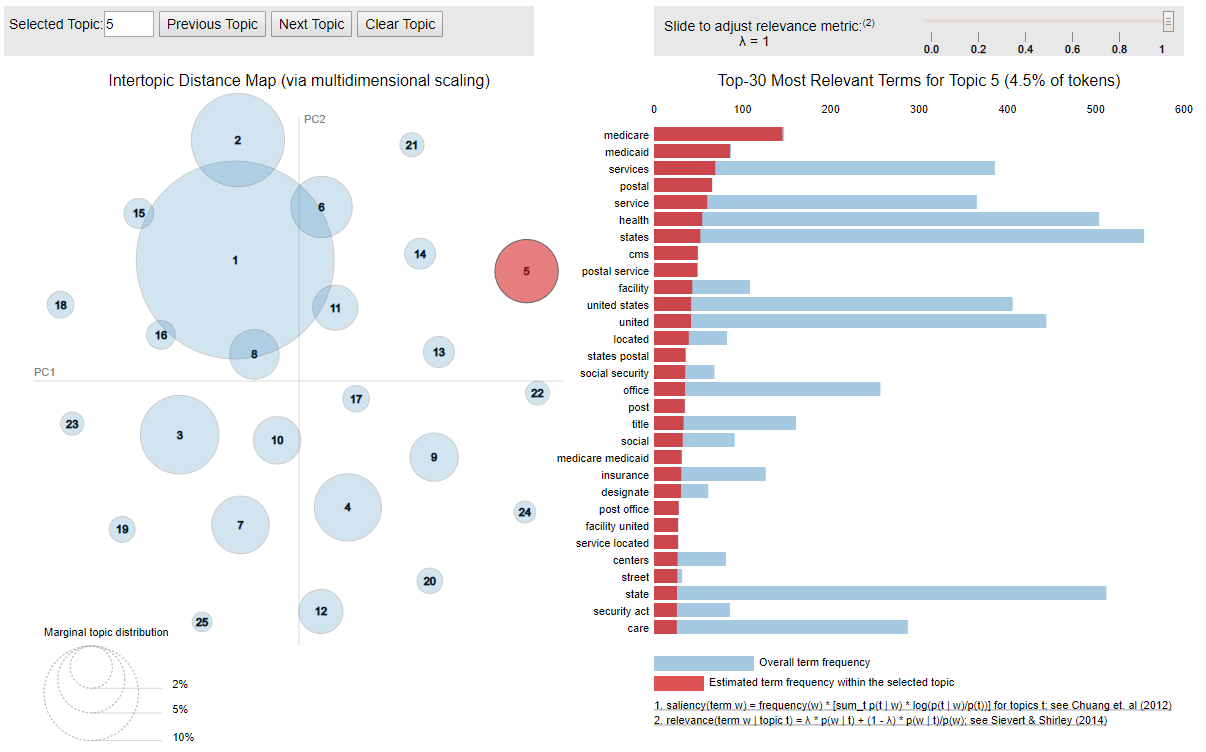 Selected Topic: 5 Previous Topic Next Topic Clear Topic
Slide to adjust relevance metric:(2)
λ = 1
0.0 0.2 0.4 0.6 0.8 1
Intertopic Distance Map (via multidimensional scaling)
PC2
PC1
2
21
15
6
1
14
5
18
11
16
8
13
22
17
23
3
10
9
4
24
7
19
20
12
25
Marginal topic distribution
2%
5%
10%
Top-30 Most Relevant Terms for Topic 5 (4.5% of tokens)
0 100 200 300 400 500 600
medicare
medicaid
services
postal
service
health
states
cms
postal service
facility
united states
united
located
states postal
social security
office
post
title
social
medicare medicaid
insurance
designate
post office
facility united
service located
centers
street
state
security act
care
Overall term frequency
Estimated term frequency within the selected topic
1. saliency(term w) = frequency(w) * [sum_t p(t | w) * log(p(t | w)/p(t))] for topics t; see Chuang et. al (2012)
2. relevance(term w | topic t) = λ * p(w | t) + (1 - λ) * p(w | t)/p(w); see Sievert & Shirley (2014)